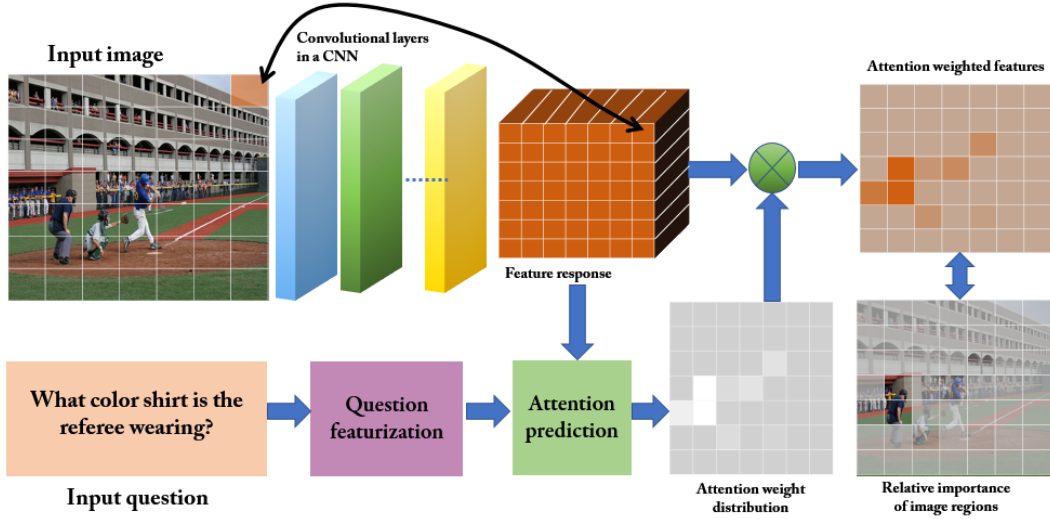 Input image
Convolutional layers
in a CNN
Attention weighted features
Feature response
What color shirt is the
referee wearing?
Question
featurization
Attention
prediction
Input question
Attention weight
distribution
Relative importance
of image regions